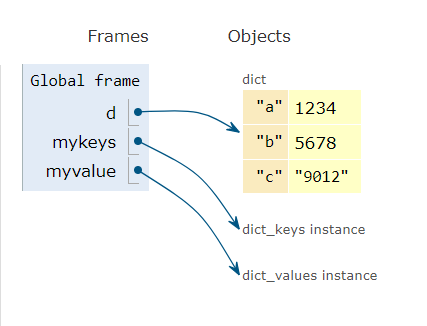 Frames Objects
Global frame
d
mykeys
myvalue
dict
"a" 1234
"b" 5678
"c" "9012"
dict_keys instance
dict_values instance